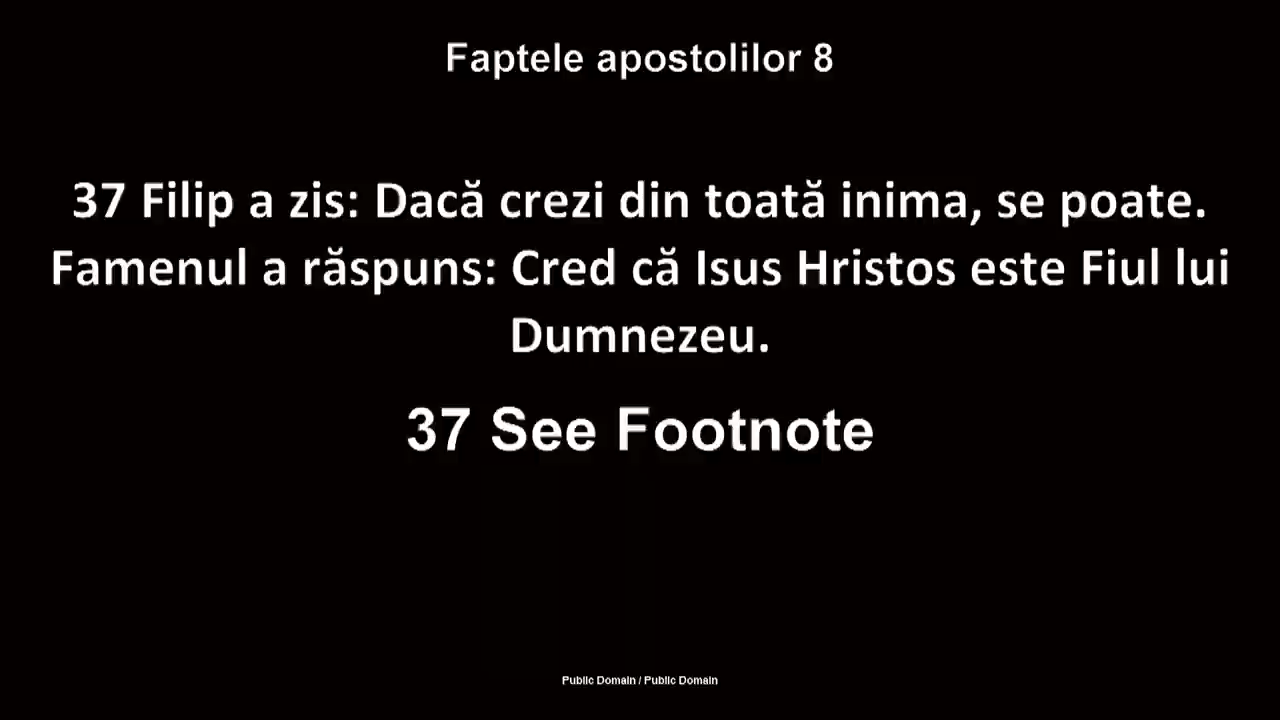 Faptele apostolilor 8
37 Filip a zis: Dacă crezi din toată inima, se poate.
Famenul a răspuns: Cred că Isus Hristos este Fiul lui
Dumnezeu.
37 See Footnote
Public Domain / Public Domain